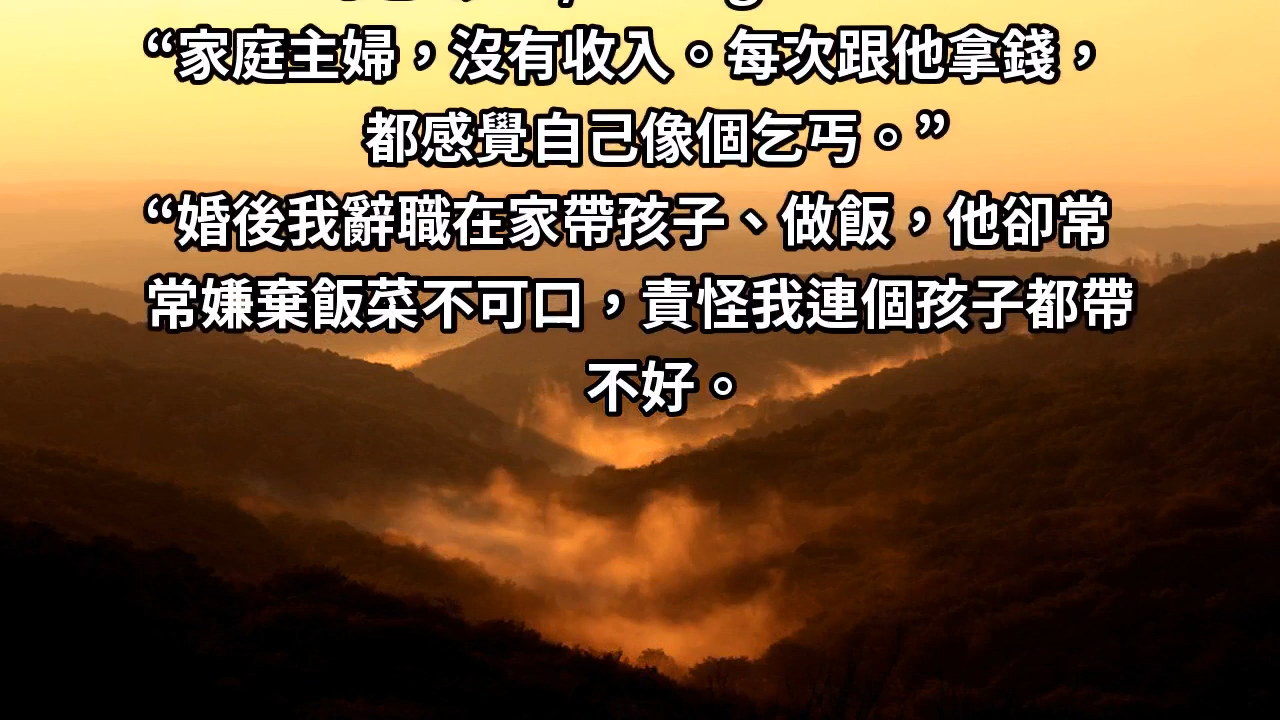 “家庭主婦，沒有收入。每次跟他拿錢，
都感覺自己像個乞丐。”
“婚後我辭職在家帶孩子、做飯，他卻常
常嫌棄飯菜不可口，責怪我連個孩子都帶
不好。